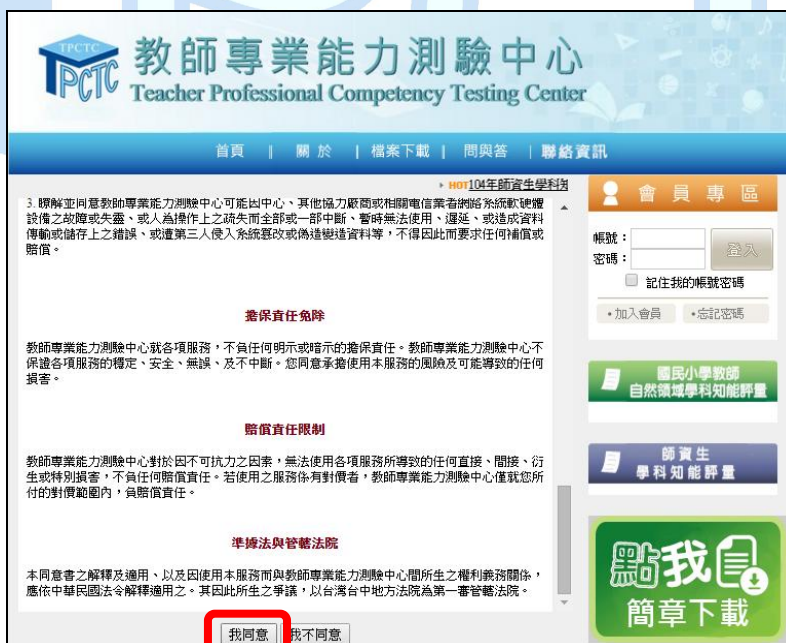 TPCTC
TPCTC
教師專業能力測驗中心
Teacher Professional Competency Testing Center
首頁 | 關於 | 檔案下載 | 問與答 | 聯絡資訊
HOT104年師資生學科知
3. 瞭解並同意教師專業能力測驗中心可能因中心、其他協力廠商或相關電信業者網路系統軟硬體
設備之故障或失靈、或人為操作上之疏失而全部或一部中斷、暫時無法使用、遲延、或造成資料
傳輸或儲存上之錯誤、或遭第三人侵入系統篡改或偽造變造資料等，不得因此而要求任何補償或
賠償。
擔保責任免除
教師專業能力測驗中心就各項服務，不負任何明示或暗示的擔保責任。教師專業能力測驗中心不
保證各項服務的穩定、安全、無誤、及不中斷。您同意承擔使用本服務的風險及可能導致的任何
損害。
賠償責任限制
教師專業能力測驗中心對於因不可抗力之因素，無法使用各項服務所導致的任何直接、間接、衍
生或特別損害，不負任何賠償責任。若使用之服務係有對價者，教師專業能力測驗中心僅就您所
付的對價範圍內，負賠償責任。
準據法與管轄法院
本同意書之解釋及適用、以及因使用本服務而與教師專業能力測驗中心間所生之權利義務關係，
應依中華民國法令解釋適用之。其因此所生之爭議，以台灣台中地方法院為第一審管轄法院。
我同意 我不同意
會員專區
帳號：
密碼：
登入
記住我的帳號密碼
•加入會員 •忘記密碼
國民小學教師
自然領域學科知能評量
師資生
學科知能評量
點我
簡章下載